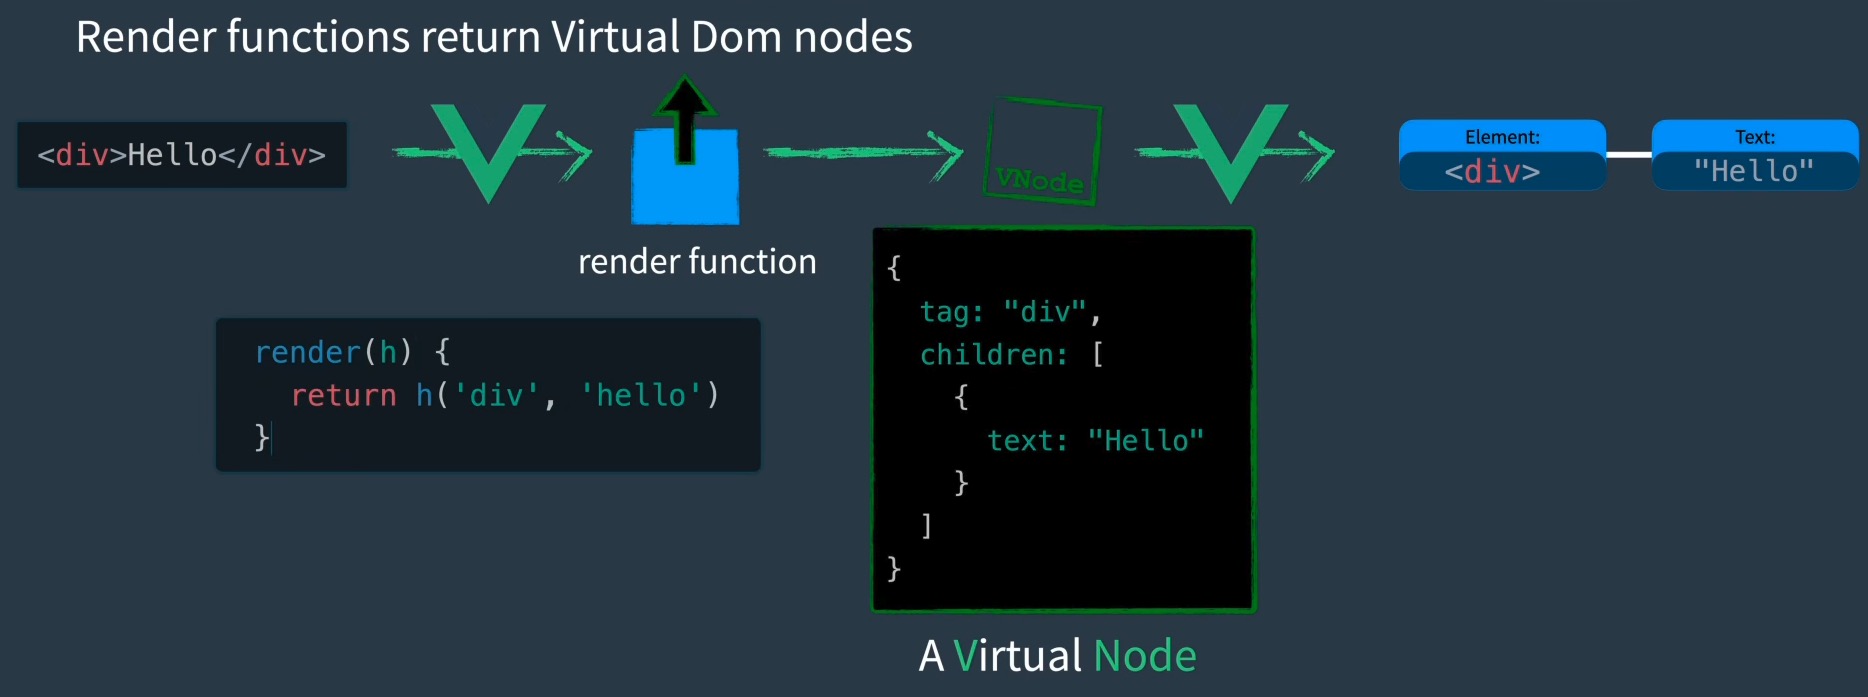 Render functions return Virtual Dom nodes
<div>Hello</div>
VNode
Element:
<div>
Text:
"Hello"
render function
render(h) {
return h('div', 'hello')
}
{
tag: "div",
children: [
{
text: "Hello"
}
]
}
A Virtual Node